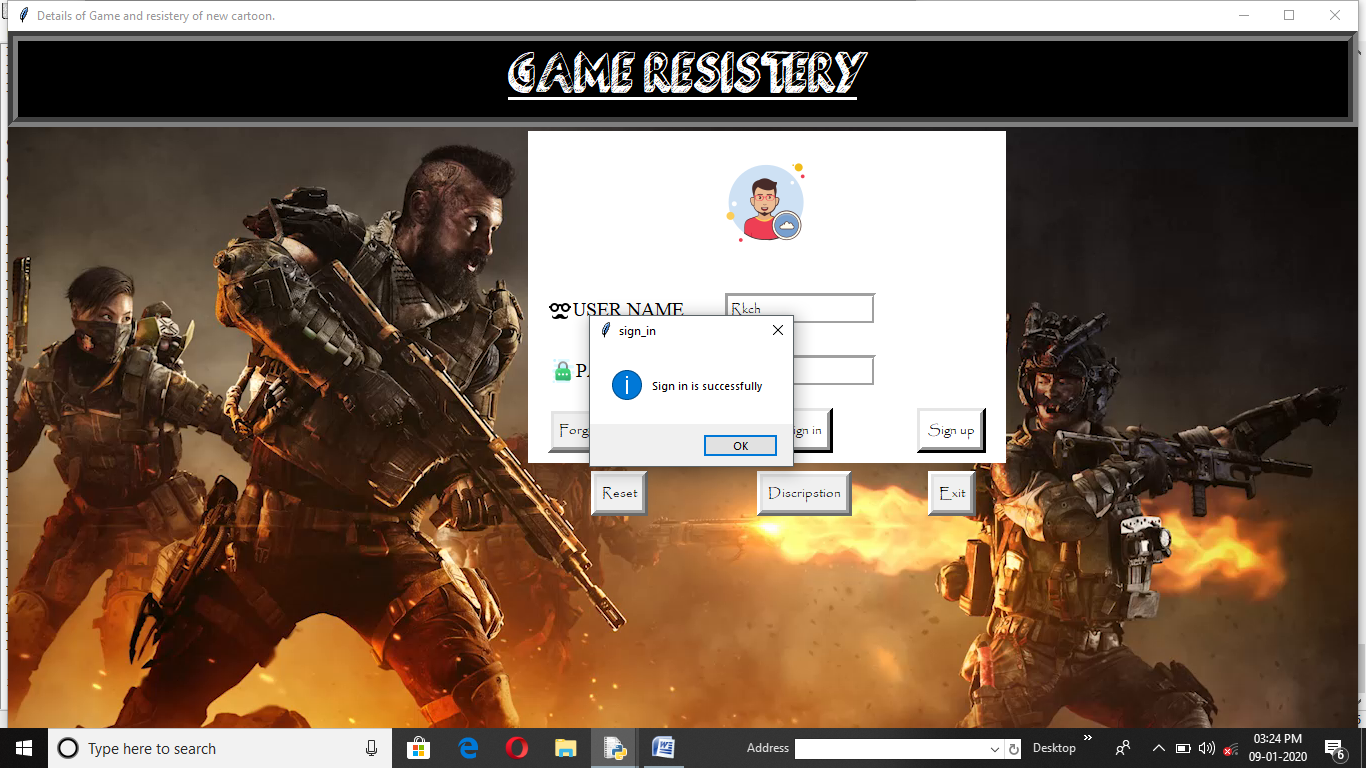 Details of Game and resistery of new cartoon.
GAME RESISTERY
USER NAME
Rkch
sign_in
Sign in is successfully
OK
Sign up
Reset
Discripstion
Exit
Type here to search
Address
Desktop
03:24 PM
09-01-2020
6